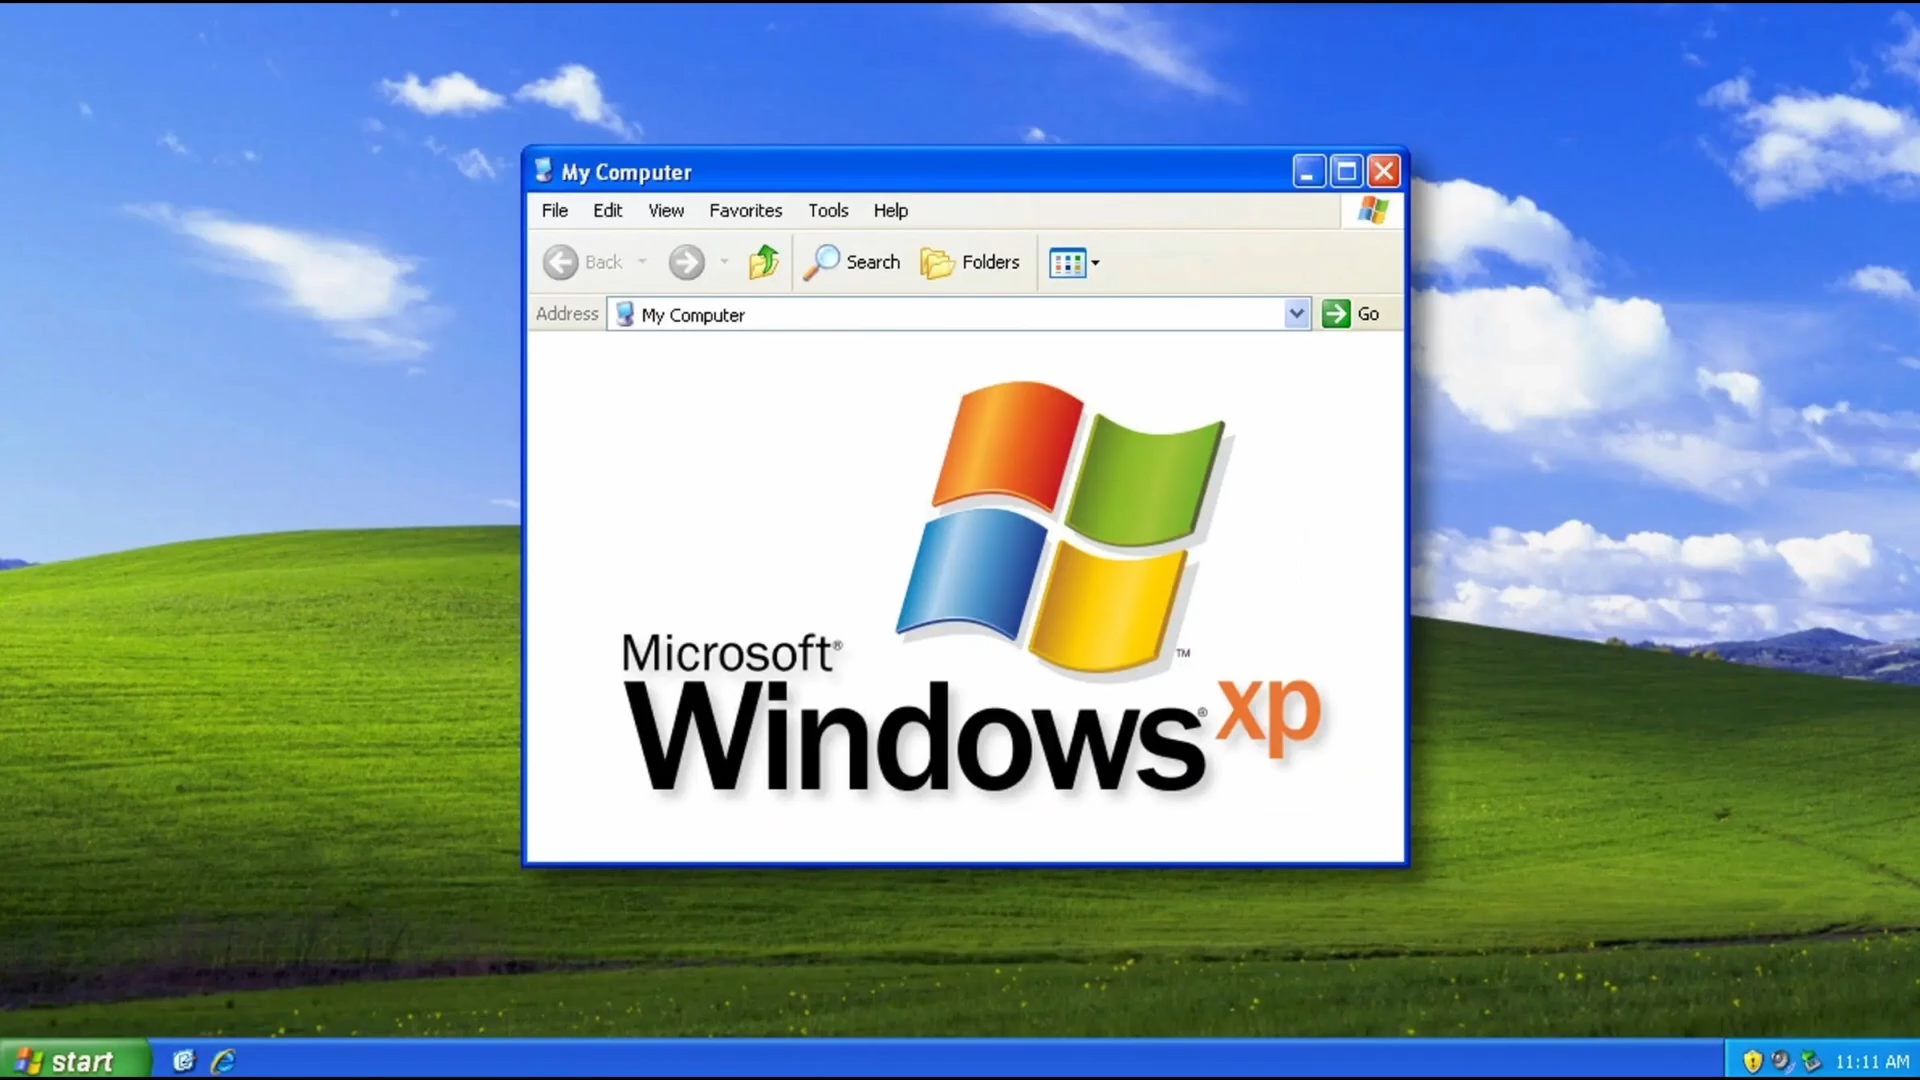 My Computer
File Edit View Favorites Tools Help
Back Search Folders
Address My Computer Go
Microsoft®
Windows® xp ™
start 11:11 AM